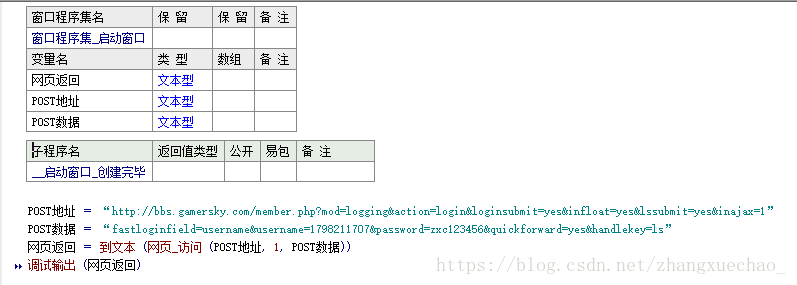 窗口程序集名 保 留 保 留 备 注
窗口程序集_启动窗口
变量名 类 型 数组 备 注
网页返回 文本型
POST地址 文本型
POST数据 文本型
子程序名 返回值类型 公开 易包 备 注
__启动窗口_创建完毕
POST地址 = “http://bbs.gamersky.com/member.php?mod=logging&action=login&loginsubmit=yes&infloat=yes&lssubmit=yes&inajax=1”
POST数据 = “fastloginfield=username&username=1798211707&password=zxc123456&quickforward=yes&handlekey=ls”
网页返回 = 到文本 (网页_访问 (POST地址, 1, POST数据))
调试输出 (网页返回)
https://blog.csdn.net/zhangxuechao_